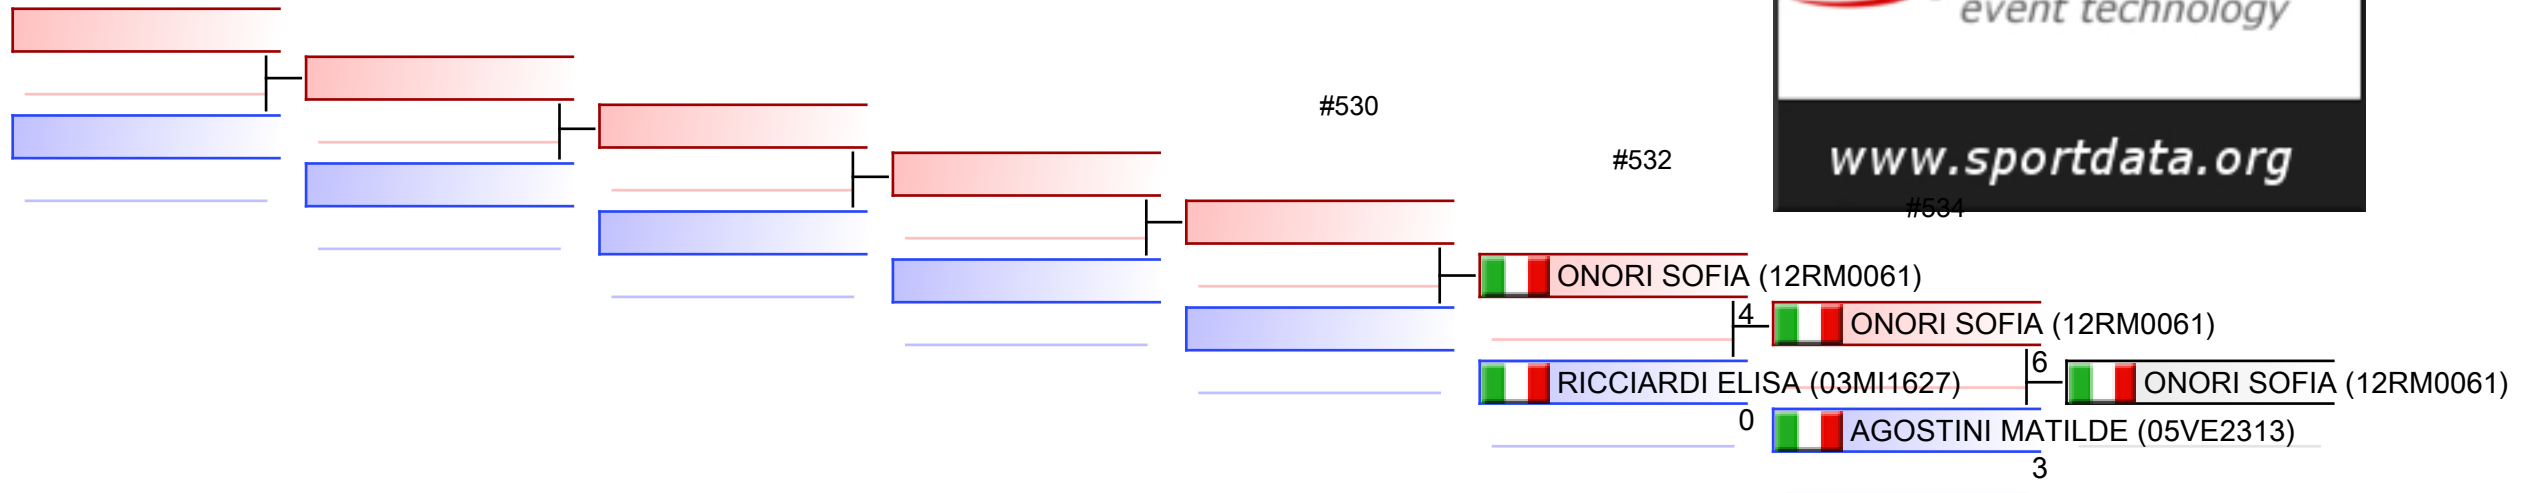 event technology
#530
#532
www.sportdata.org
#534
ONORI SOFIA (12RM0061)
4
ONORI SOFIA (12RM0061)
6
RICCIARDI ELISA (03MI1627)
ONORI SOFIA (12RM0061)
0
AGOSTINI MATILDE (05VE2313)
3